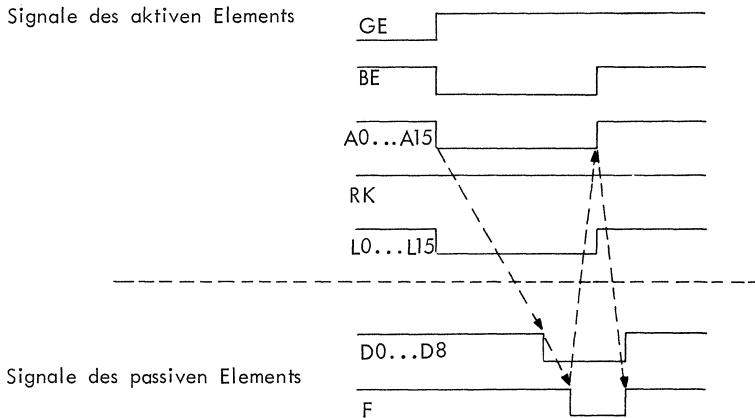 Signale des aktiven Elements
GE
BE
A0...A15
RK
L0...L15
D0...D8
Signale des passiven Elements
F